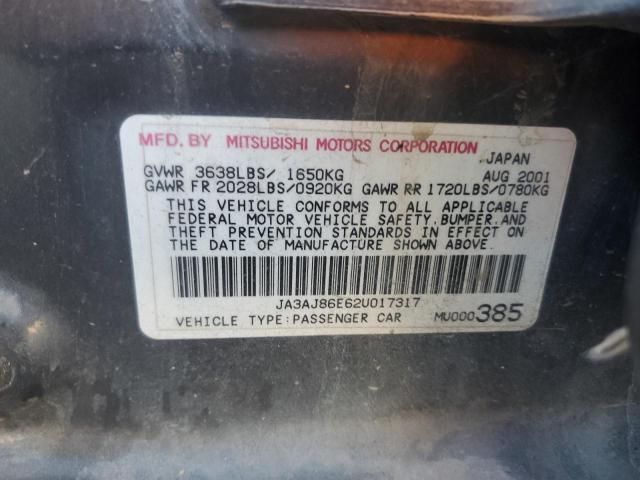 MFD. BY MITSUBISHI MOTORS CORPORATION
JAPAN
GVWR 3638LBS/ 1650KG AUG 2001
GAWR FR 2028LBS/0920KG GAWR RR 1720LBS/0780KG
THIS VEHICLE CONFORMS TO ALL APPLICABLE
FEDERAL MOTOR VEHICLE SAFETY, BUMPER, AND
THEFT PREVENTION STANDARDS IN EFFECT ON
THE DATE OF MANUFACTURE SHOWN ABOVE.
JA3AJ86E62U017317
VEHICLE TYPE:PASSENGER CAR MU000385